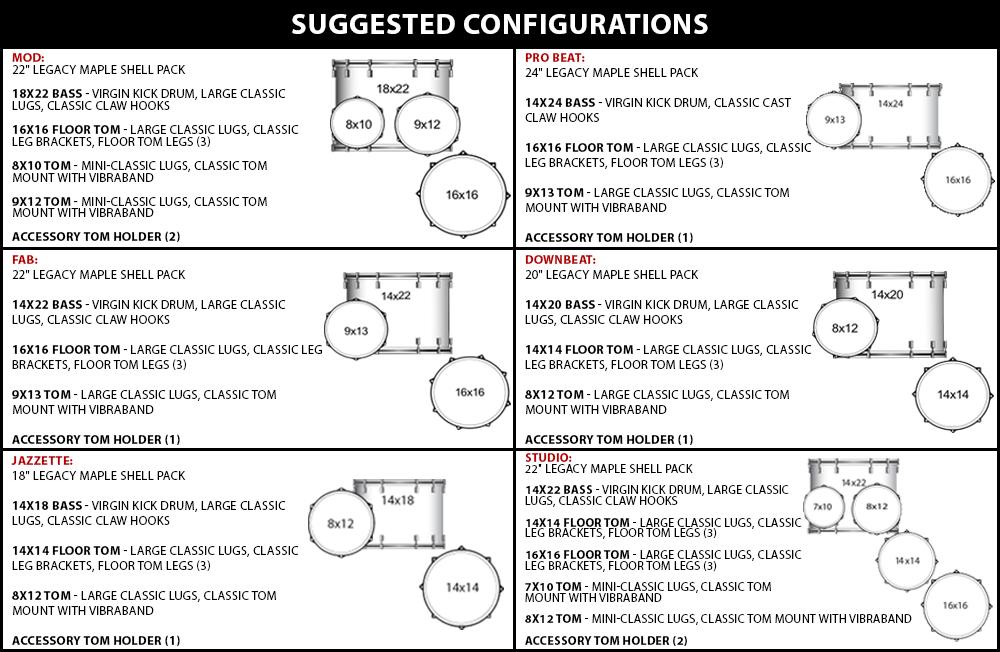 SUGGESTED CONFIGURATIONS
MOD:
22" LEGACY MAPLE SHELL PACK
18X22 BASS - VIRGIN KICK DRUM, LARGE CLASSIC
LUGS, CLASSIC CLAW HOOKS
16X16 FLOOR TOM - LARGE CLASSIC LUGS, CLASSIC
LEG BRACKETS, FLOOR TOM LEGS (3)
8X10 TOM - MINI-CLASSIC LUGS, CLASSIC TOM
MOUNT WITH VIBRABAND
9X12 TOM - MINI-CLASSIC LUGS, CLASSIC TOM
MOUNT WITH VIBRABAND
ACCESSORY TOM HOLDER (2)
18x22
8x10
9x12
16x16
PRO BEAT:
24" LEGACY MAPLE SHELL PACK
14X24 BASS - VIRGIN KICK DRUM, CLASSIC CAST
CLAW HOOKS
16X16 FLOOR TOM - LARGE CLASSIC LUGS, CLASSIC
LEG BRACKETS, FLOOR TOM LEGS (3)
9X13 TOM - LARGE CLASSIC LUGS, CLASSIC TOM
MOUNT WITH VIBRABAND
ACCESSORY TOM HOLDER (1)
14x24
9x13
16x16
FAB:
22" LEGACY MAPLE SHELL PACK
14X22 BASS - VIRGIN KICK DRUM, LARGE CLASSIC
LUGS, CLASSIC CLAW HOOKS
16X16 FLOOR TOM - LARGE CLASSIC LUGS, CLASSIC LEG
BRACKETS, FLOOR TOM LEGS (3)
9X13 TOM - LARGE CLASSIC LUGS, CLASSIC TOM
MOUNT WITH VIBRABAND
ACCESSORY TOM HOLDER (1)
14x22
9x13
16x16
DOWNBEAT:
20" LEGACY MAPLE SHELL PACK
14X20 BASS - VIRGIN KICK DRUM, LARGE CLASSIC
LUGS, CLASSIC CLAW HOOKS
14X14 FLOOR TOM - LARGE CLASSIC LUGS, CLASSIC
LEG BRACKETS, FLOOR TOM LEGS (3)
8X12 TOM - LARGE CLASSIC LUGS, CLASSIC TOM
MOUNT WITH VIBRABAND
ACCESSORY TOM HOLDER (1)
14x20
8x12
14x14
JAZZETTE:
18" LEGACY MAPLE SHELL PACK
14X18 BASS - VIRGIN KICK DRUM, LARGE CLASSIC
LUGS, CLASSIC CLAW HOOKS
14X14 FLOOR TOM - LARGE CLASSIC LUGS, CLASSIC
LEG BRACKETS, FLOOR TOM LEGS (3)
8X12 TOM - LARGE CLASSIC LUGS, CLASSIC TOM
MOUNT WITH VIBRABAND
ACCESSORY TOM HOLDER (1)
14x18
8x12
14x14
STUDIO:
22" LEGACY MAPLE SHELL PACK
14X22 BASS - VIRGIN KICK DRUM, LARGE CLASSIC
LUGS, CLASSIC CLAW HOOKS
14X14 FLOOR TOM - LARGE CLASSIC LUGS, CLASSIC
LEG BRACKETS, FLOOR TOM LEGS (3)
16X16 FLOOR TOM - LARGE CLASSIC LUGS, CLASSIC
LEG BRACKETS, FLOOR TOM LEGS (3)
7X10 TOM - MINI-CLASSIC LUGS, CLASSIC TOM
MOUNT WITH VIBRABAND
8X12 TOM - MINI-CLASSIC LUGS, CLASSIC TOM MOUNT WITH VIBRABAND
ACCESSORY TOM HOLDER (2)
14x22
7x10
8x12
14x14
16x16